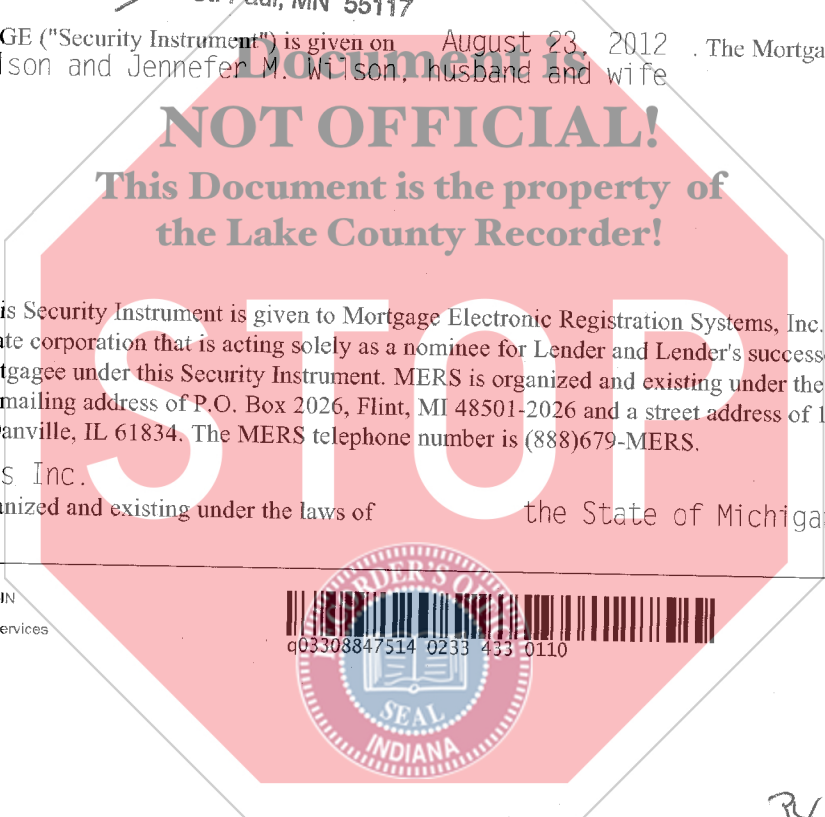 Paul, MN 55117
GE ("Security Instrument") is given on August 23, 2012 . The Mortga
lson and Jennefer M. Wilson, husband and wife
Document is
NOT OFFICIAL!
This Document is the property of
the Lake County Recorder!
STOP
is Security Instrument is given to Mortgage Electronic Registration Systems, Inc.
ate corporation that is acting solely as a nominee for Lender and Lender's success
tgagee under this Security Instrument. MERS is organized and existing under the
mailing address of P.O. Box 2026, Flint, MI 48501-2026 and a street address of 1
anville, IL 61834. The MERS telephone number is (888)679-MERS.
s Inc.
anized and existing under the laws of the State of Michiga
IN
ervices
q03308847514 0233 433 0110
RECORDER'S OFFICE
SEAL
INDIANA